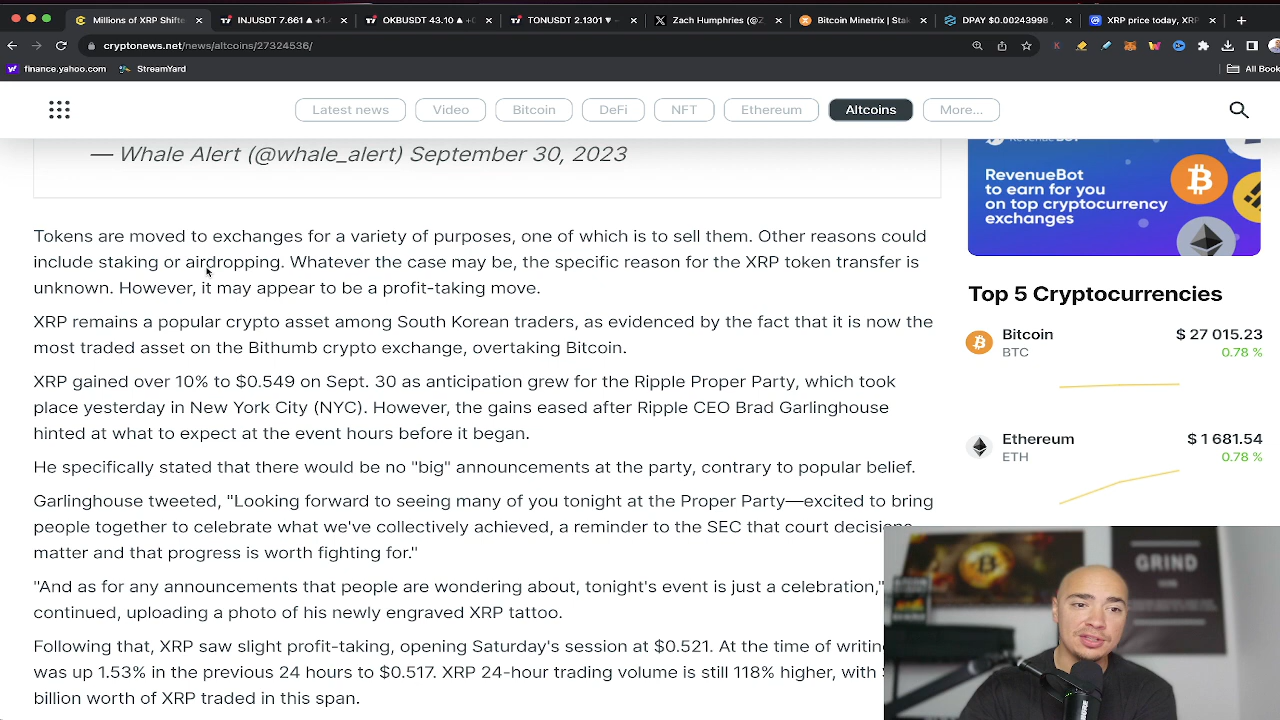 Millions of XRP Shifte
INJUSDT 7.661 ▲ +1.
OKBUSDT 43.10 ▲ +0
TONUSDT 2.1301 ▼
Zach Humphries (@Z
Bitcoin Minetrix | Stak
DPAY $0.00243998
XRP price today, XRP
cryptonews.net/news/altcoins/27324536/
finance.yahoo.com
StreamYard
All Book
Latest news
Video
Bitcoin
DeFi
NFT
Ethereum
Altcoins
More...
— Whale Alert (@whale_alert) September 30, 2023
Tokens are moved to exchanges for a variety of purposes, one of which is to sell them. Other reasons could
include staking or airdropping. Whatever the case may be, the specific reason for the XRP token transfer is
unknown. However, it may appear to be a profit-taking move.
XRP remains a popular crypto asset among South Korean traders, as evidenced by the fact that it is now the
most traded asset on the Bithumb crypto exchange, overtaking Bitcoin.
XRP gained over 10% to $0.549 on Sept. 30 as anticipation grew for the Ripple Proper Party, which took
place yesterday in New York City (NYC). However, the gains eased after Ripple CEO Brad Garlinghouse
hinted at what to expect at the event hours before it began.
He specifically stated that there would be no "big" announcements at the party, contrary to popular belief.
Garlinghouse tweeted, "Looking forward to seeing many of you tonight at the Proper Party—excited to bring
people together to celebrate what we've collectively achieved, a reminder to the SEC that court decisions
matter and that progress is worth fighting for."
"And as for any announcements that people are wondering about, tonight's event is just a celebration,"
continued, uploading a photo of his newly engraved XRP tattoo.
Following that, XRP saw slight profit-taking, opening Saturday's session at $0.521. At the time of writin
was up 1.53% in the previous 24 hours to $0.517. XRP 24-hour trading volume is still 118% higher, with
billion worth of XRP traded in this span.
RevenueBot
to earn for you
on top cryptocurrency
exchanges
Top 5 Cryptocurrencies
Bitcoin $ 27 015.23
BTC 0.78 %
Ethereum $ 1 681.54
ETH 0.78 %
GRIND